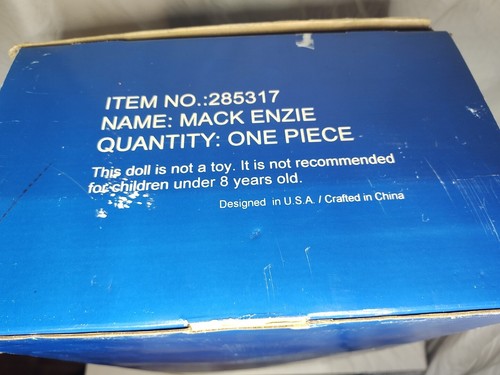 ITEM NO.:285317
NAME: MACK ENZIE
QUANTITY: ONE PIECE
This doll is not a toy. It is not recommended
for children under 8 years old.
Designed in U.S.A. / Crafted in China